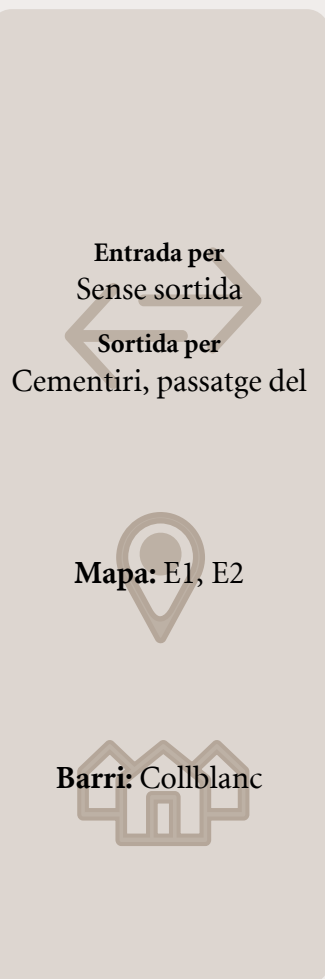 Entrada per
Sense sortida
Sortida per
Cementiri, passatge del
Mapa: E1, E2
Barri: Collblanc